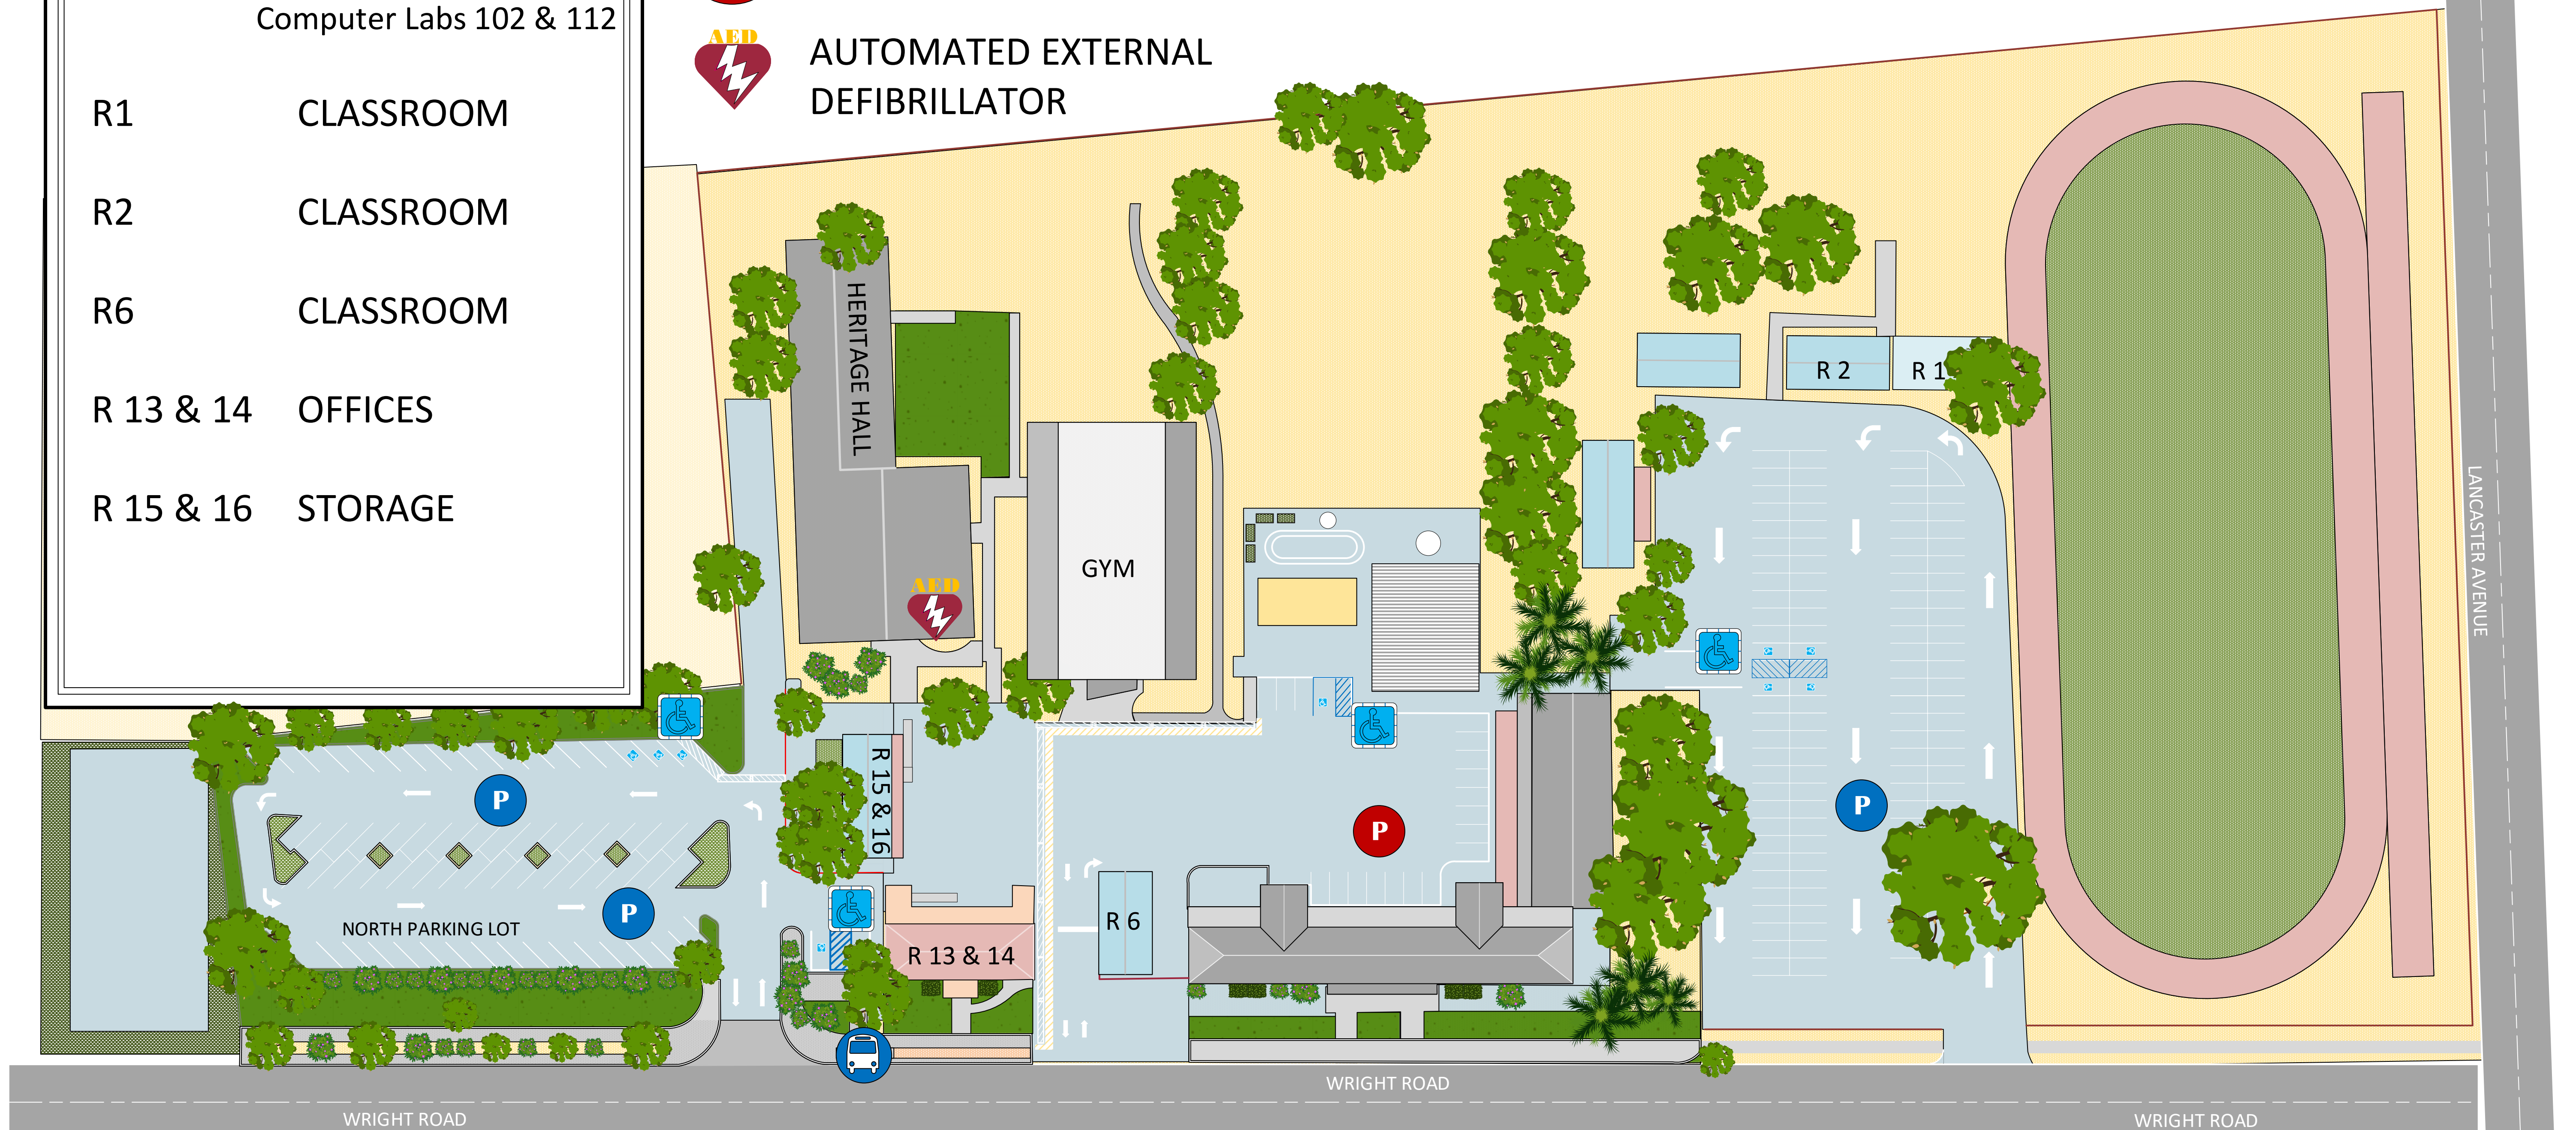 Computer Labs 102 & 112
R1 CLASSROOM
R2 CLASSROOM
R6 CLASSROOM
R 13 & 14 OFFICES
R 15 & 16 STORAGE
AED
AUTOMATED EXTERNAL
DEFIBRILLATOR
HERITAGE HALL
AED
GYM
R 2
R 1
LANCASTER AVENUE
R 15 & 16
P
P
P
P
NORTH PARKING LOT
R 6
R 13 & 14
WRIGHT ROAD
WRIGHT ROAD
WRIGHT ROAD